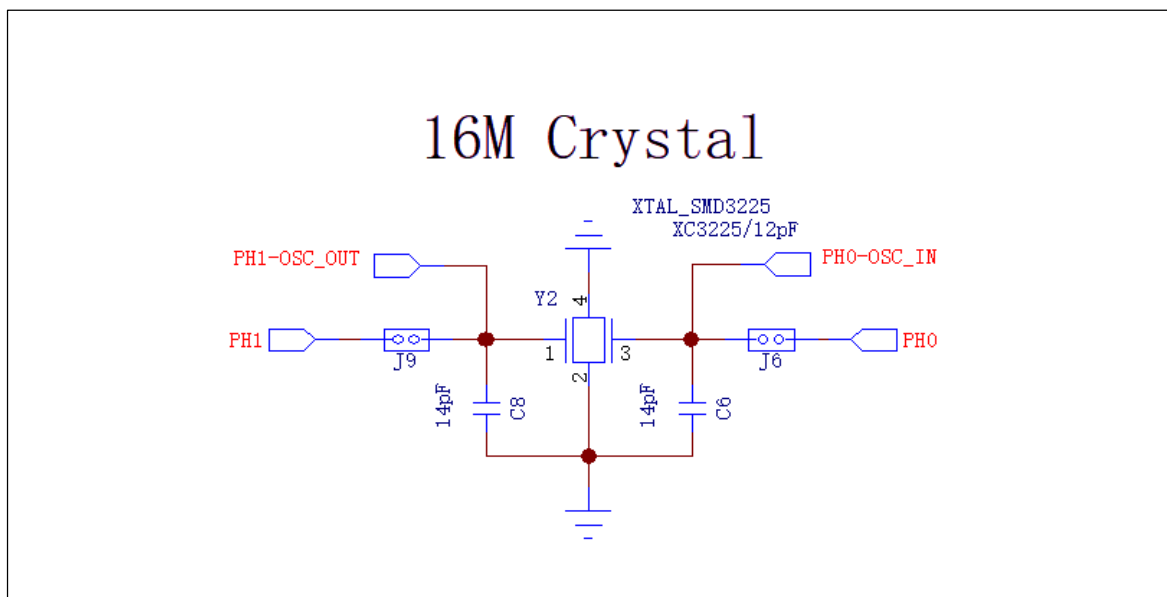 16M Crystal
XTAL_SMD3225
XC3225/12pF
PH1-OSC_OUT
PH0-OSC_IN
Y2
4
PH1
J9
1
3
J6
PH0
2
14pF
C8
14pF
C6